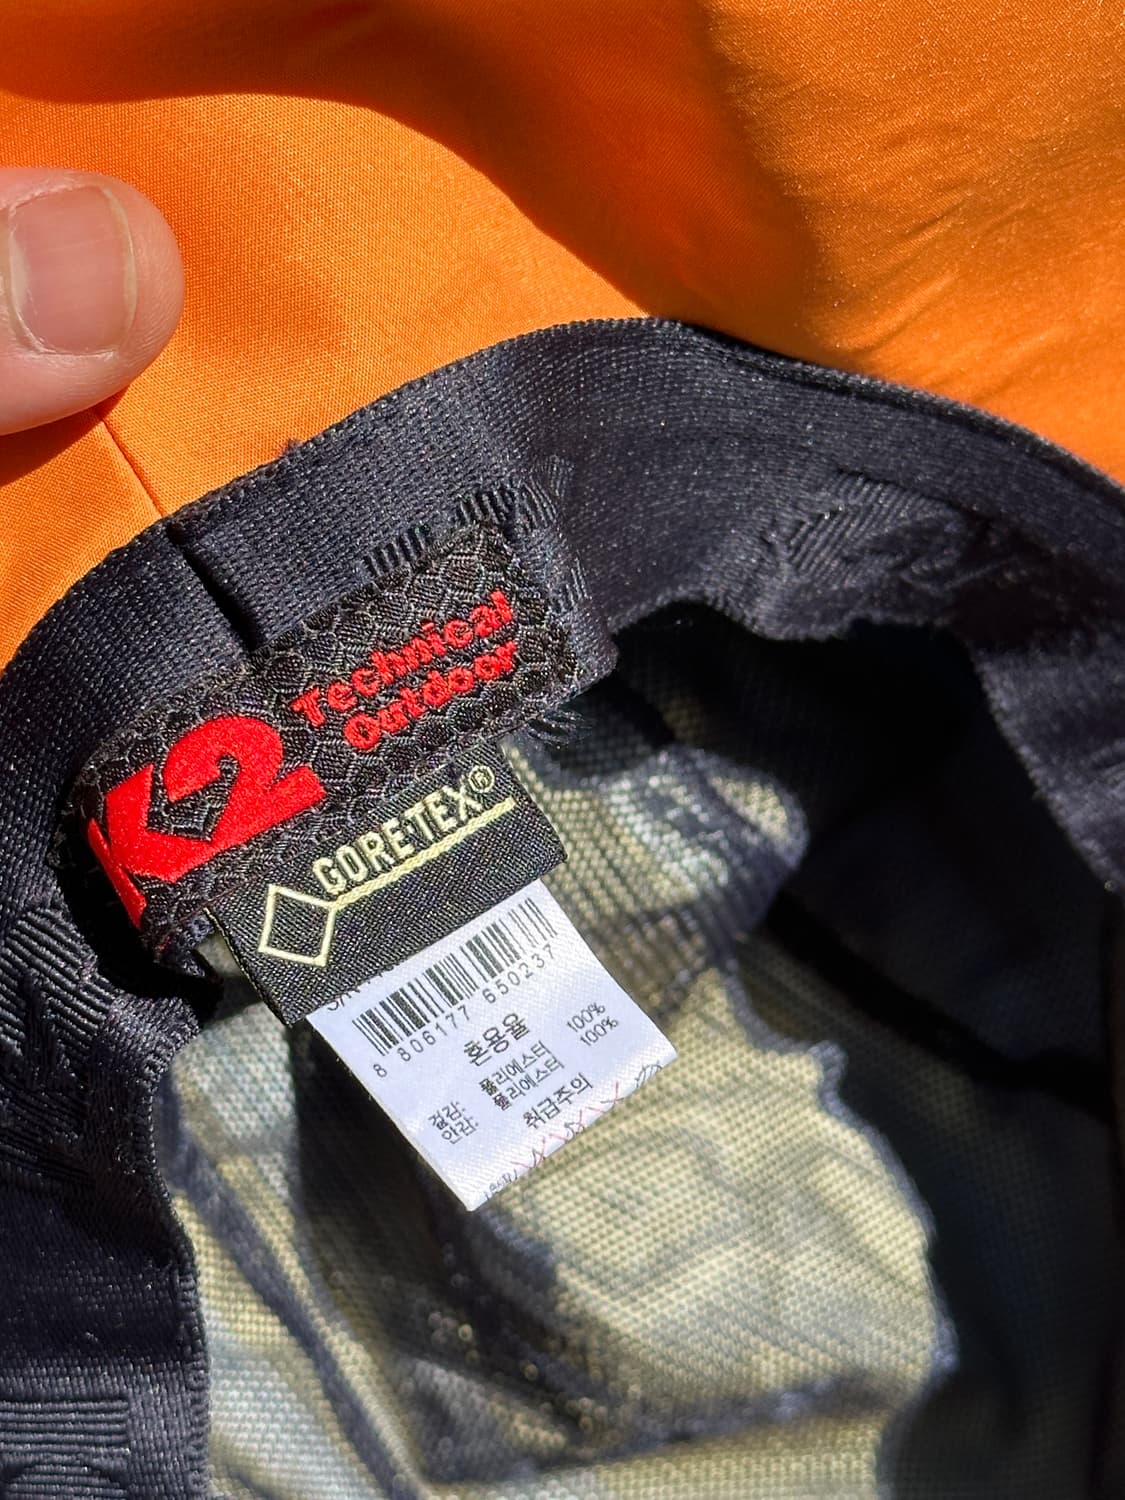 K2
Technical
Outdoor
GORE-TEX®
8 806177 650237
혼용율
겉감: 폴리에스터 100%
안감: 폴리에스터 100%
취급주의